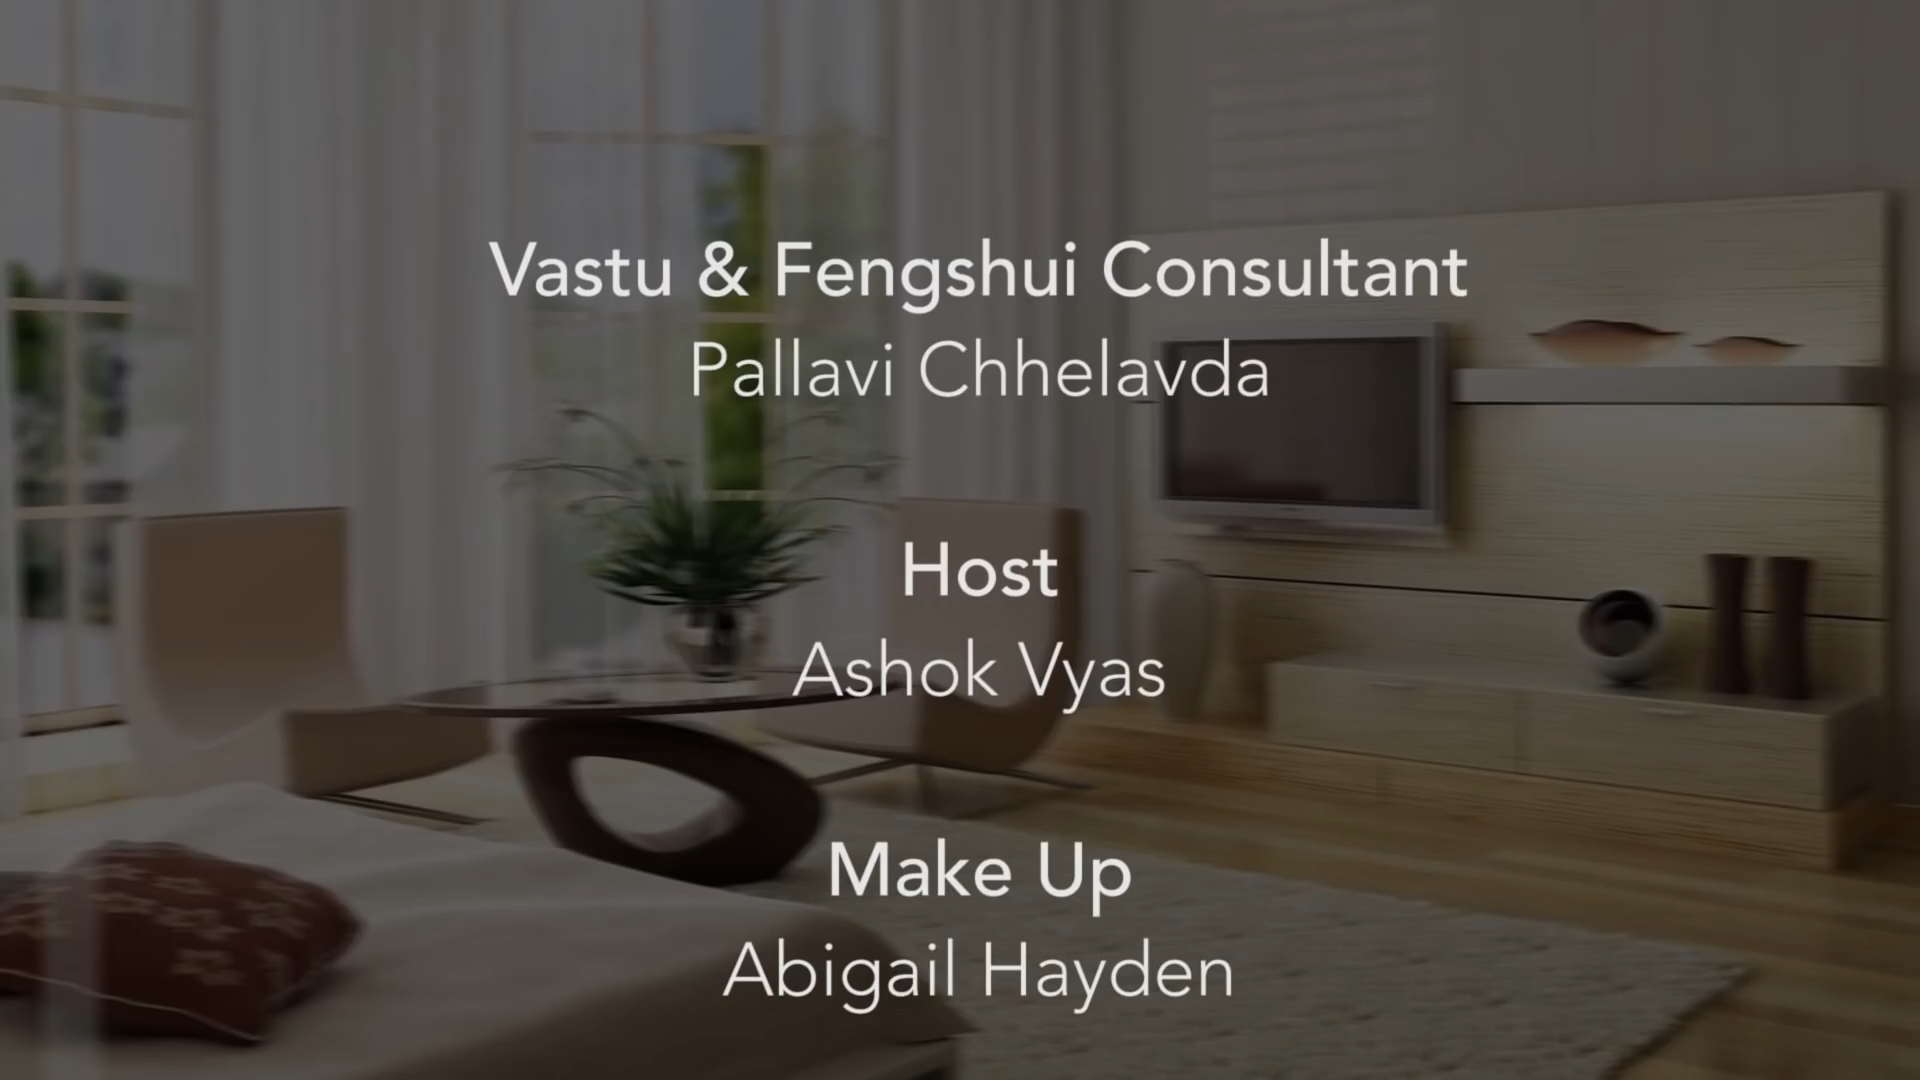 Vastu & Fengshui Consultant
Pallavi Chhelavda
Host
Ashok Vyas
Make Up
Abigail Hayden